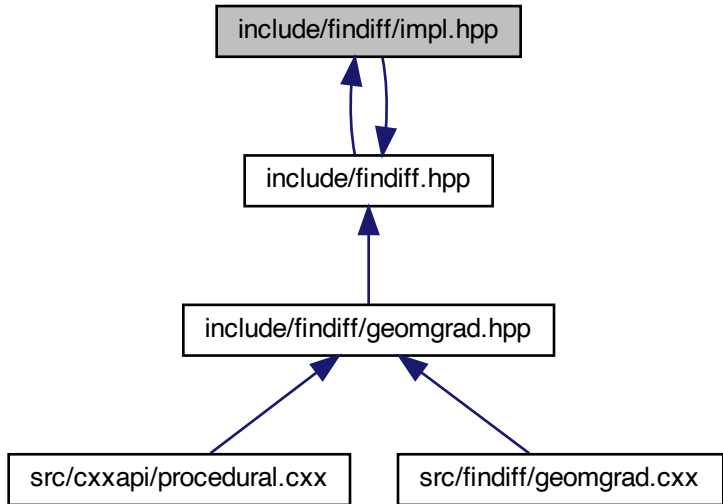 include/findiff/impl.hpp
include/findiff.hpp
include/findiff/geomgrad.hpp
src/cxxapi/procedural.cxx
src/findiff/geomgrad.cxx